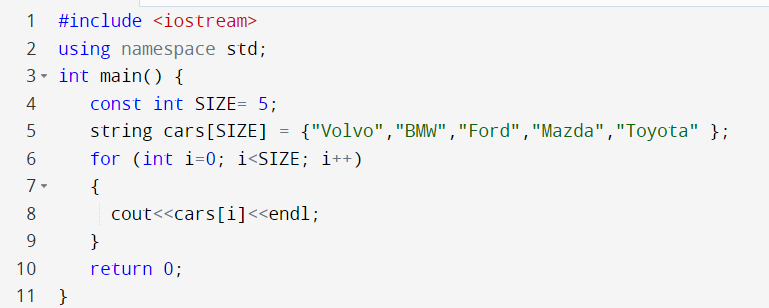 1 #include <iostream>
2 using namespace std;
3 int main() {
4 const int SIZE= 5;
5 string cars[SIZE] = {"Volvo","BMW","Ford","Mazda","Toyota" };
6 for (int i=0; i<SIZE; i++)
7 {
8 cout<<cars[i]<<endl;
9 }
10 return 0;
11 }